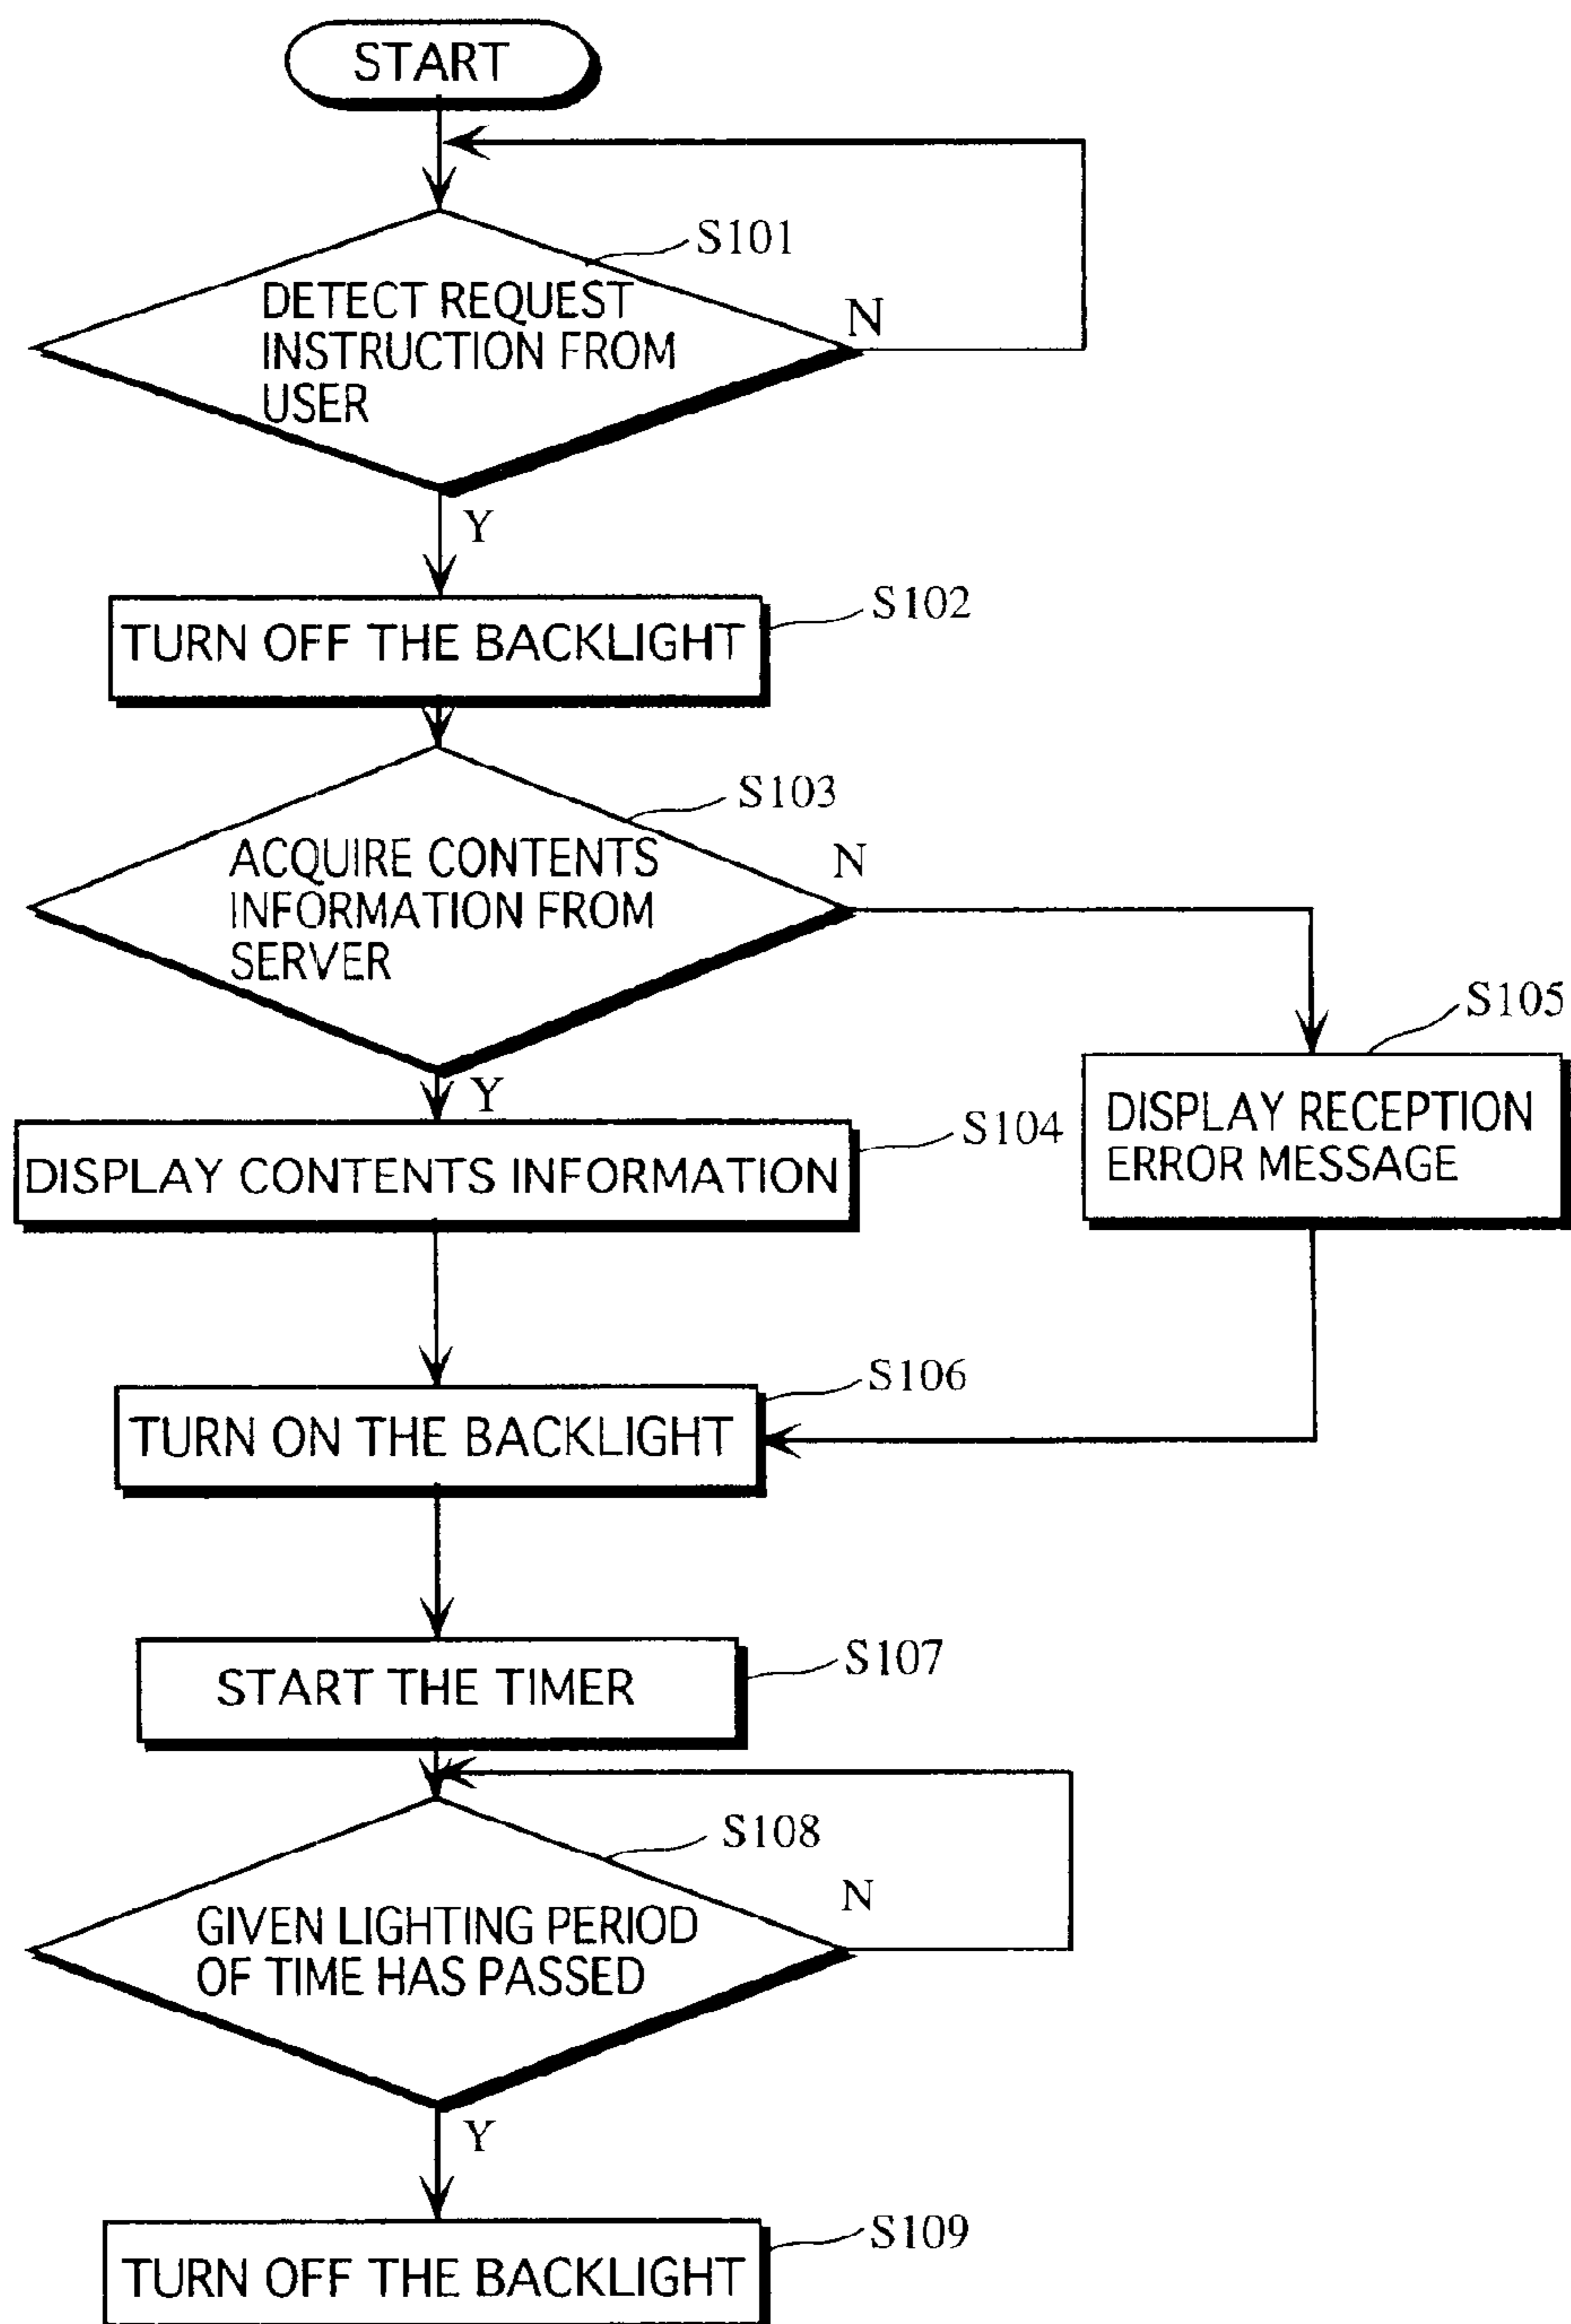 START
S101
DETECT REQUEST
INSTRUCTION FROM
USER
N
Y
S102
TURN OFF THE BACKLIGHT
S103
ACQUIRE CONTENTS
INFORMATION FROM
SERVER
N
Y
S105
DISPLAY RECEPTION
ERROR MESSAGE
S104
DISPLAY CONTENTS INFORMATION
S106
TURN ON THE BACKLIGHT
S107
START THE TIMER
S108
GIVEN LIGHTING PERIOD
OF TIME HAS PASSED
N
Y
S109
TURN OFF THE BACKLIGHT